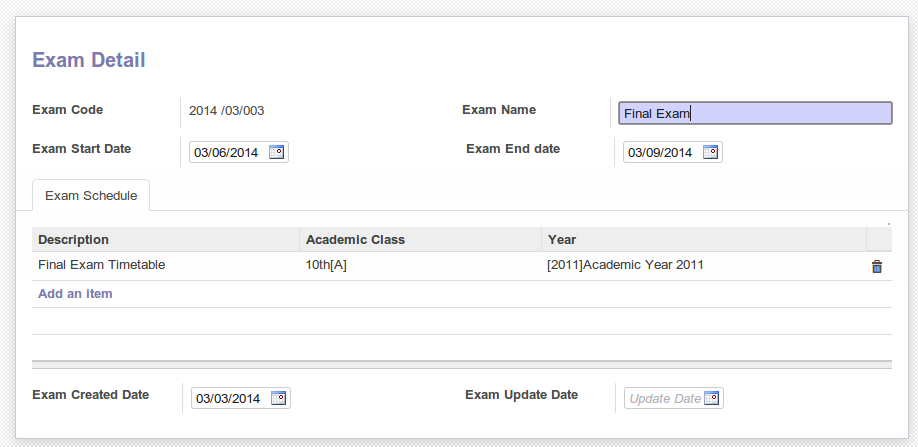 Exam Detail
Exam Code 2014 /03/003 Exam Name Final Exam
Exam Start Date 03/06/2014 Exam End date 03/09/2014
Exam Schedule
Description Academic Class Year
Final Exam Timetable 10th[A] [2011]Academic Year 2011
Add an item
Exam Created Date 03/03/2014 Exam Update Date Update Date